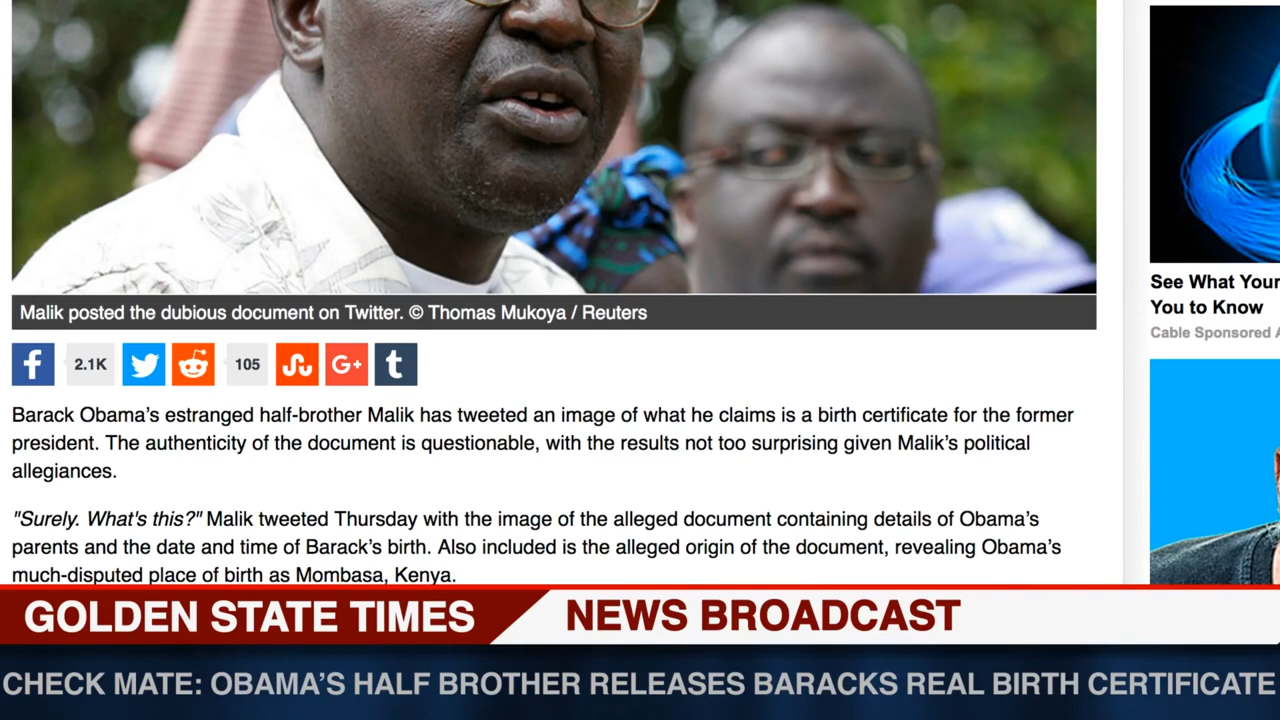 Malik posted the dubious document on Twitter. © Thomas Mukoya / Reuters
f
2.1K
105
G+
t
Barack Obama’s estranged half-brother Malik has tweeted an image of what he claims is a birth certificate for the former
president. The authenticity of the document is questionable, with the results not too surprising given Malik’s political
allegiances.
"Surely. What's this?" Malik tweeted Thursday with the image of the alleged document containing details of Obama’s
parents and the date and time of Barack’s birth. Also included is the alleged origin of the document, revealing Obama’s
much-disputed place of birth as Mombasa, Kenya.
See What Your
You to Know
Cable Sponsored A
GOLDEN STATE TIMES
NEWS BROADCAST
CHECK MATE: OBAMA’S HALF BROTHER RELEASES BARACKS REAL BIRTH CERTIFICATE